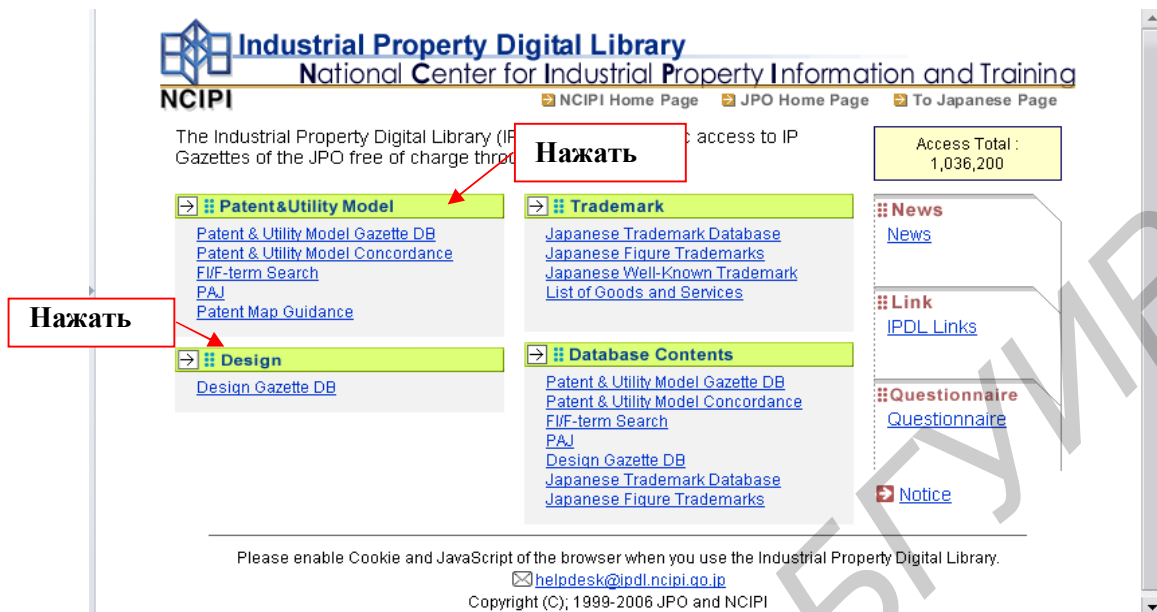 Industrial Property Digital Library
National Center for Industrial Property Information and Training
NCIPI
NCIPI Home Page JPO Home Page To Japanese Page
The Industrial Property Digital Library access to IP
Gazettes of the JPO free of charge
Нажать
Access Total :
1,036,200
Patent&Utility Model
Patent & Utility Model Gazette DB
Patent & Utility Model Concordance
FI/F-term Search
PAJ
Patent Map Guidance
Нажать
Design
Design Gazette DB
Trademark
Japanese Trademark Database
Japanese Figure Trademarks
Japanese Well-Known Trademark
List of Goods and Services
Database Contents
Patent & Utility Model Gazette DB
Patent & Utility Model Concordance
FI/F-term Search
PAJ
Design Gazette DB
Japanese Trademark Database
Japanese Figure Trademarks
News
News
Link
IPDL Links
Questionnaire
Questionnaire
Notice
Please enable Cookie and JavaScript of the browser when you use the Industrial Property Digital Library.
helpdesk@ipdl.ncipi.go.jp
Copyright (C); 1999-2006 JPO and NCIPI
БГУИР